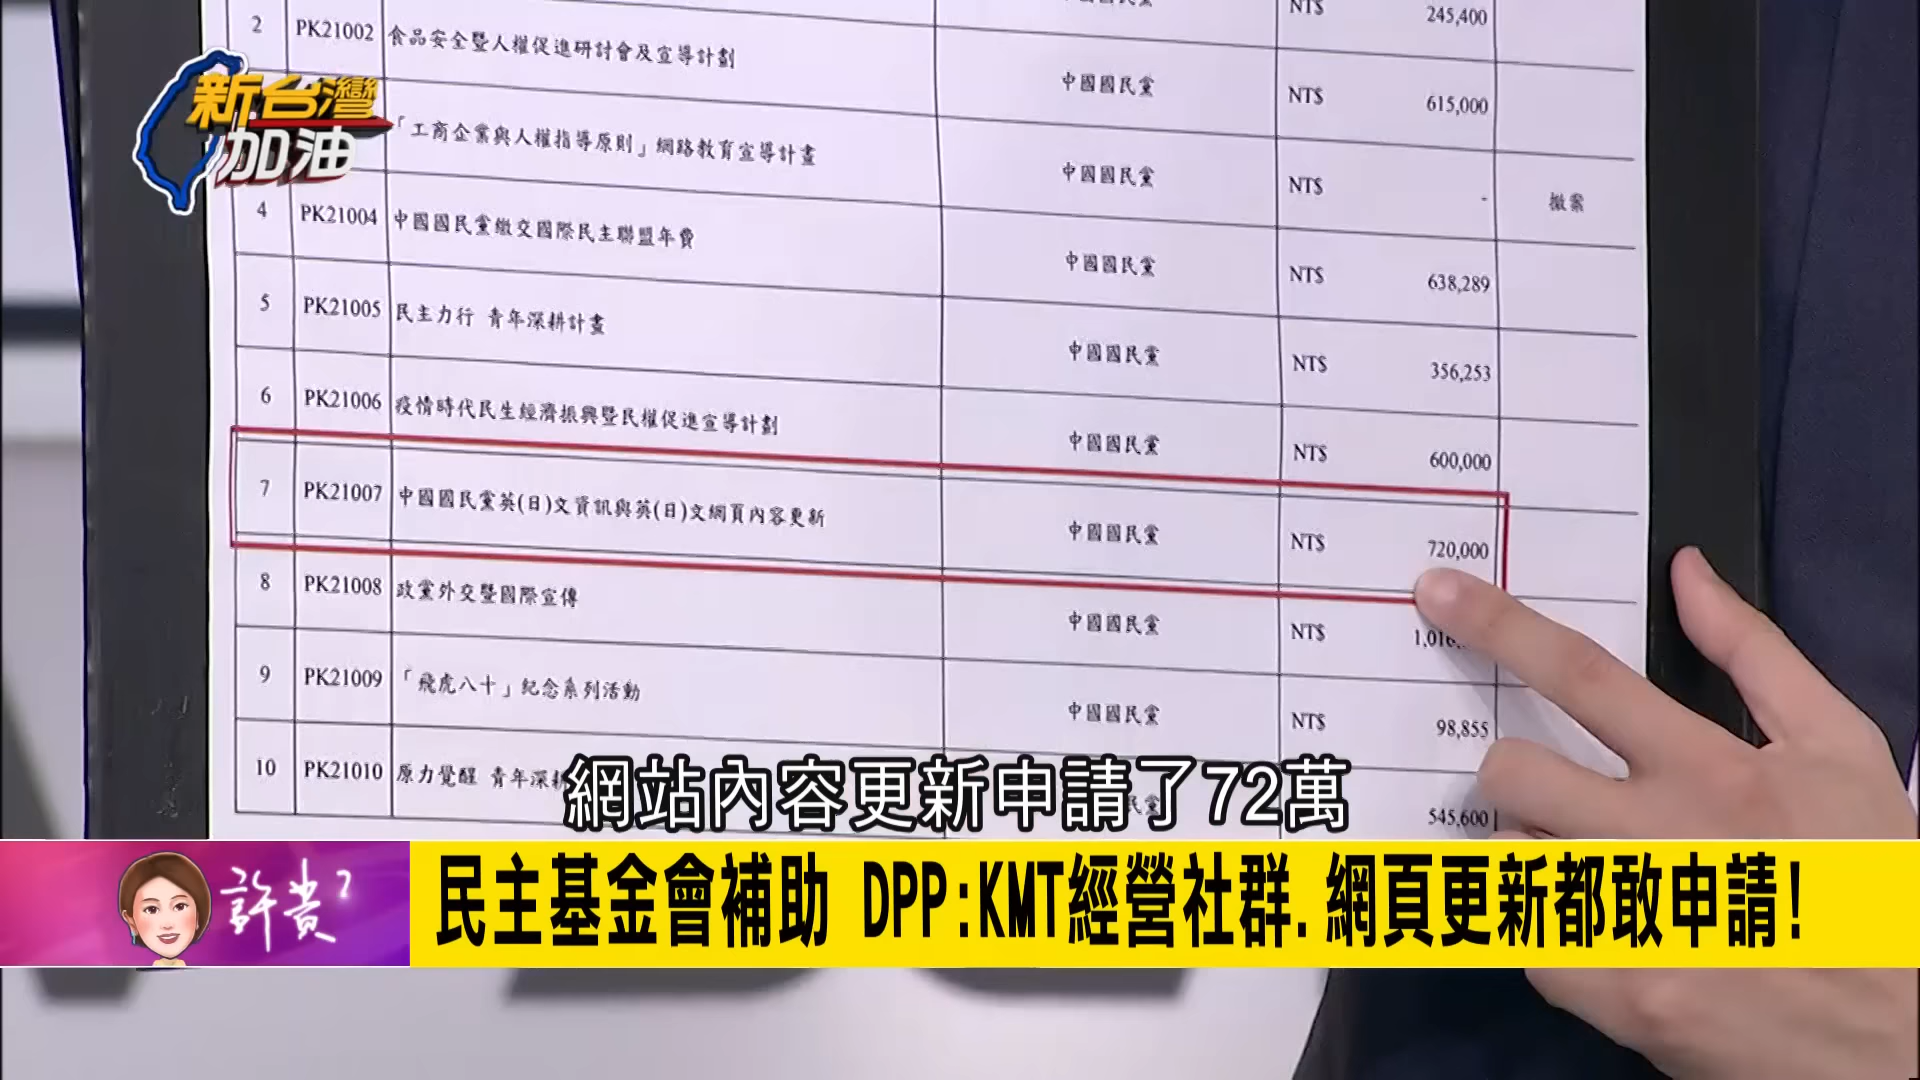 中國國民黨 NT$ 245,400
2 PK21002 食品安全暨人權促進研討會及宣導計劃 中國國民黨 NT$ 615,000
新台灣
加油
「工商企業與人權指導原則」網路教育宣導計畫 中國國民黨 NT$ - 撤案
4 PK21004 中國國民黨繳交國際民主聯盟年費 中國國民黨 NT$ 638,289
5 PK21005 民主力行 青年深耕計畫 中國國民黨 NT$ 356,253
6 PK21006 疫情時代民生經濟振興暨民權促進宣導計劃 中國國民黨 NT$ 600,000
7 PK21007 中國國民黨英(日)文資訊與英(日)文網頁內容更新 中國國民黨 NT$ 720,000
8 PK21008 政黨外交暨國際宣傳 中國國民黨 NT$
9 PK21009 「飛虎八十」紀念系列活動 中國國民黨 NT$ 98,855
10 PK21010 原力覺醒 青年深耕 545,600
網站內容更新申請了72萬
許貴ㄋ
民主基金會補助 DPP:KMT經營社群.網頁更新都敢申請!